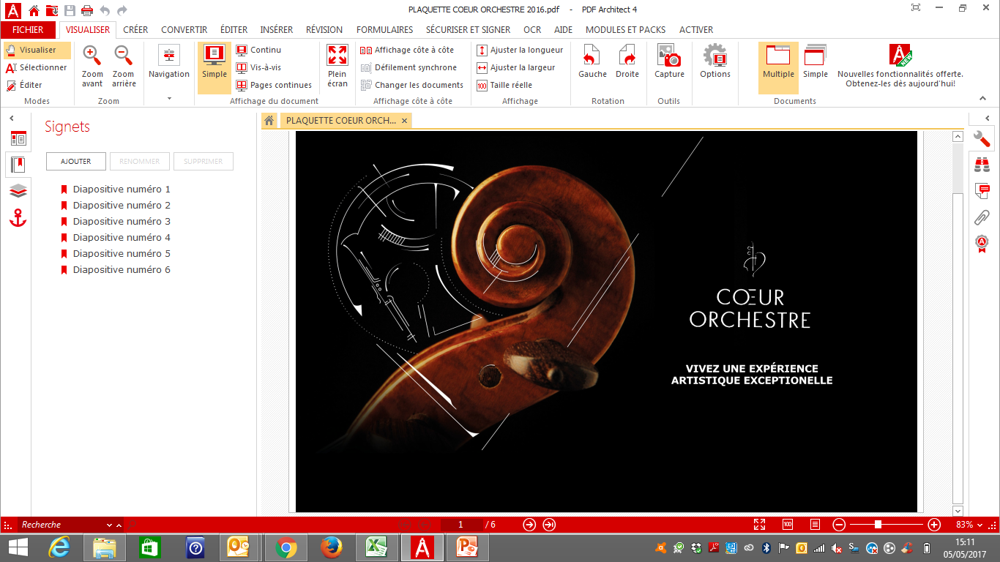 PLAQUETTE COEUR ORCHESTRE 2016.pdf - PDF Architect 4
FICHIER VISUALISER CRÉER CONVERTIR ÉDITER INSÉRER RÉVISION FORMULAIRES SÉCURISER ET SIGNER OCR AIDE MODULES ET PACKS ACTIVER
Visualiser
Sélectionner
Éditer
Modes
Zoom avant
Zoom arrière
Zoom
Navigation
Simple
Continu
Vis-à-vis
Pages continues
Affichage du document
Plein écran
Affichage côte à côte
Défilement synchrone
Changer les documents
Affichage côte à côte
Ajuster la longueur
Ajuster la largeur
100 Taille réelle
Affichage
Gauche
Droite
Rotation
Capture
Outils
Options
Multiple
Simple
Documents
NEW
Nouvelles fonctionnalités offerte.
Obtenez-les dès aujourd'hui!
Signets
AJOUTER RENOMMER SUPPRIMER
Diapositive numéro 1
Diapositive numéro 2
Diapositive numéro 3
Diapositive numéro 4
Diapositive numéro 5
Diapositive numéro 6
PLAQUETTE COEUR ORCH... ×
CŒUR
ORCHESTRE
VIVEZ UNE EXPÉRIENCE
ARTISTIQUE EXCEPTIONELLE
Recherche
1 / 6
100
83%
15:11
05/05/2017